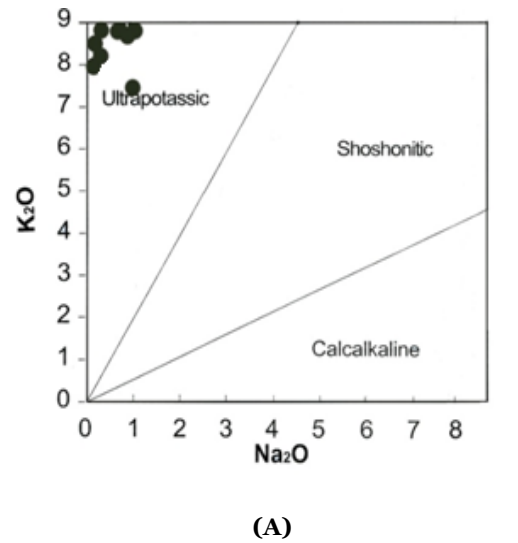 9
8
7
6
5
4
3
2
1
0
K₂O
Ultrapotassic
Shoshonitic
Calcalkaline
0 1 2 3 4 5 6 7 8
Na₂O
(A)